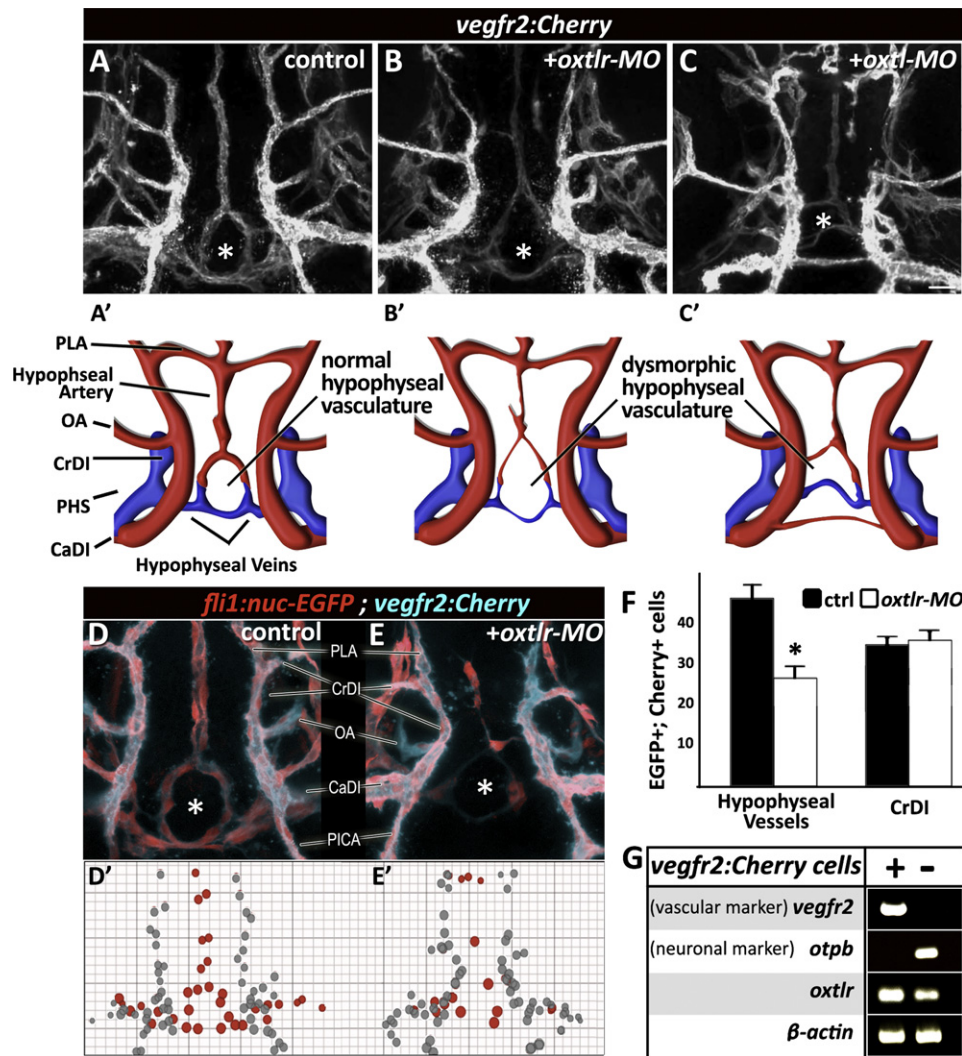 vegfr2:Cherry
A control
B +oxtlr-MO
C +oxtl-MO
*
*
*
A'
B'
C'
PLA
Hypophseal
Artery
OA
CrDI
PHS
CaDI
normal
hypophyseal
vasculature
dysmorphic
hypophyseal
vasculature
Hypophyseal Veins
fli1:nuc-EGFP ; vegfr2:Cherry
D control
E +oxtlr-MO
PLA
CrDI
OA
CaDI
PICA
*
*
D'
E'
F
ctrl oxtlr-MO
EGFP+; Cherry+ cells
40
30
20
10
*
Hypophyseal
Vessels
CrDI
G
vegfr2:Cherry cells + -
(vascular marker) vegfr2
(neuronal marker) otpb
oxtlr
β-actin